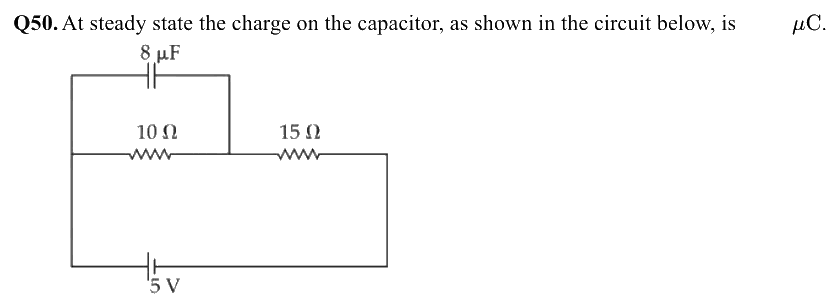 Q50. At steady state the charge on the capacitor, as shown in the circuit below, is      μC.
8 μF
10 Ω 15 Ω
5 V